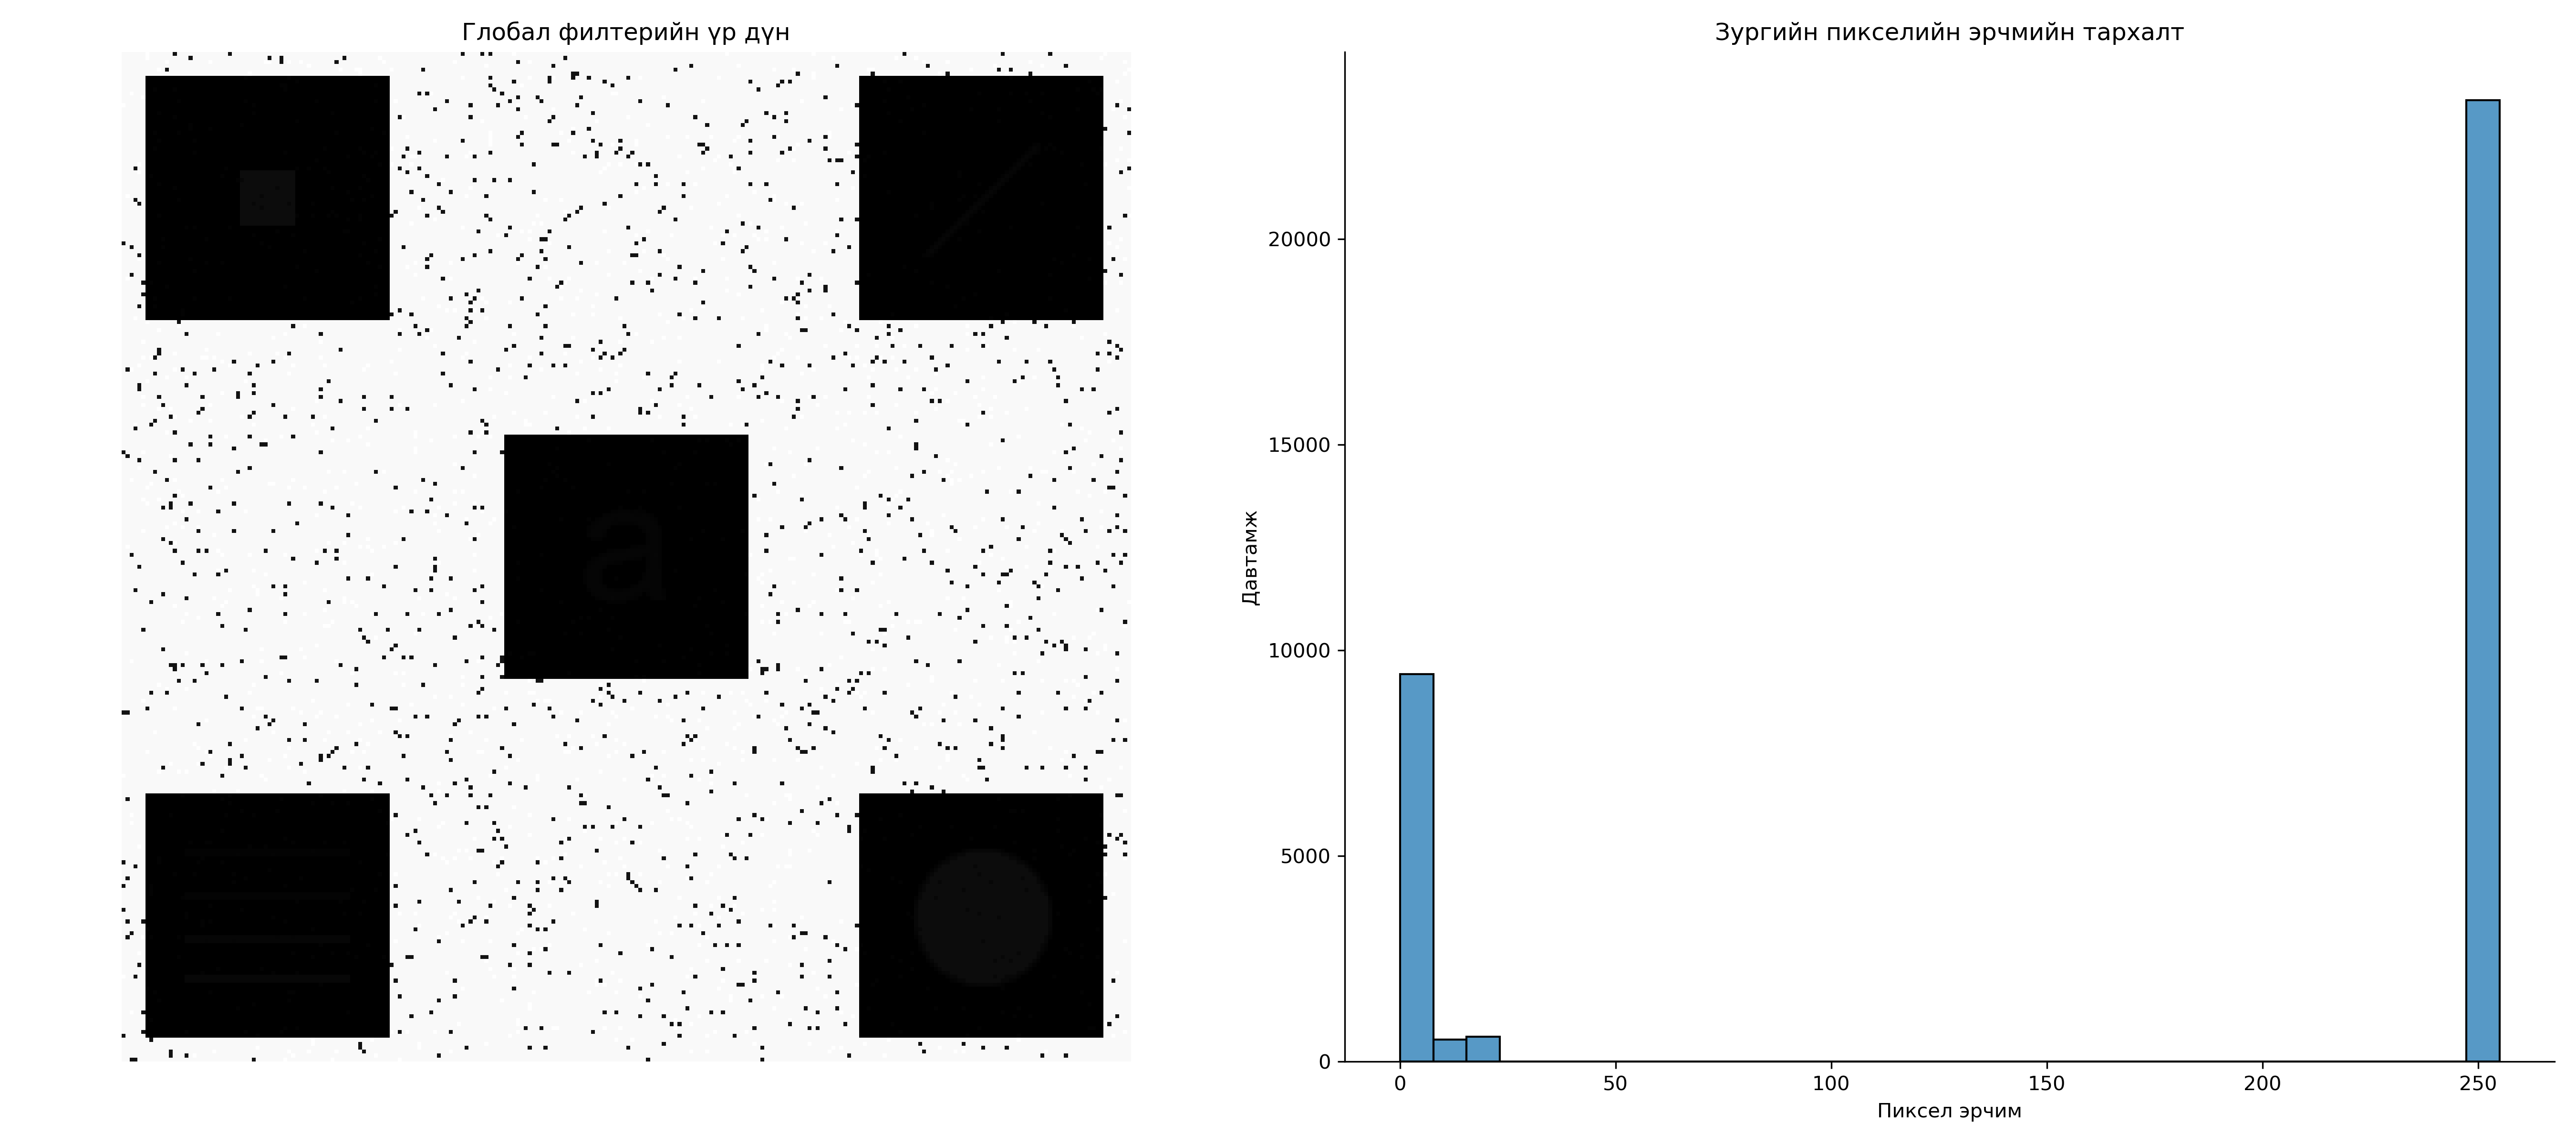 Глобал филтерийн үр дүн
a
Зургийн пикселийн эрчмийн тархалт
Давтамж
20000
15000
10000
5000
0
0 50 100 150 200 250
Пиксел эрчим